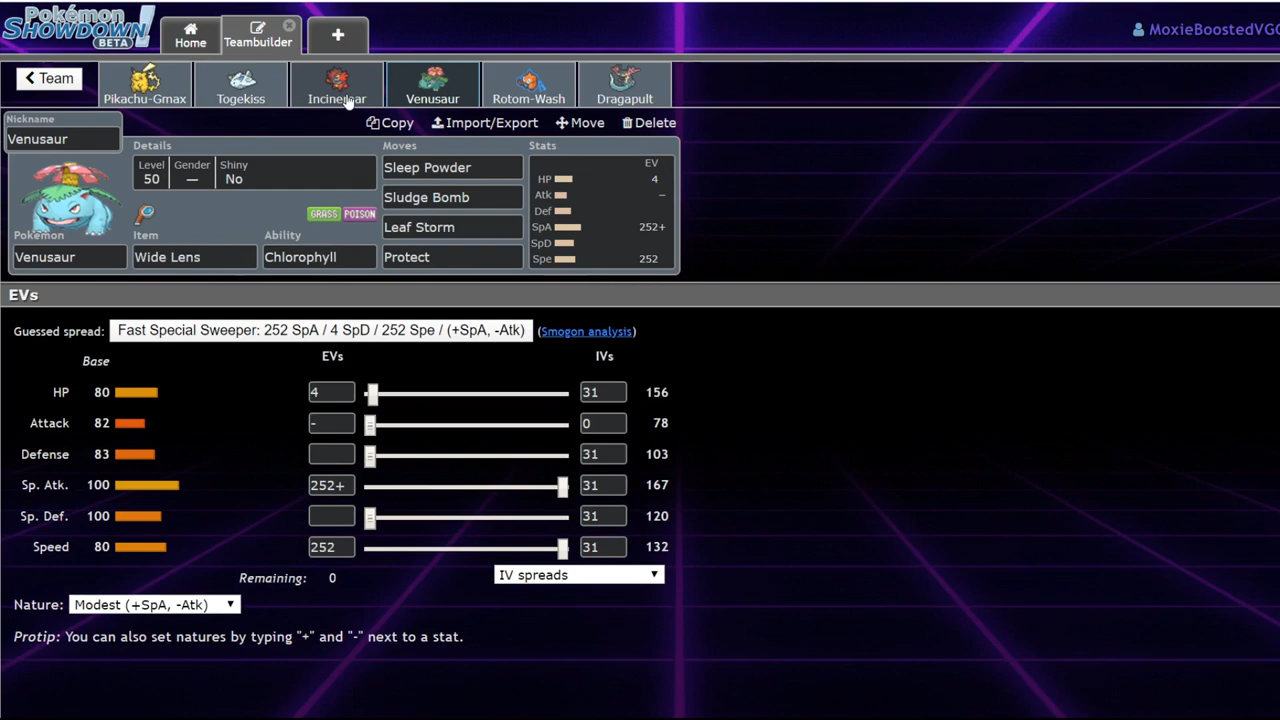 Pokémon
SHOWDOWN!
BETA
Home
Teambuilder
+
MoxieBoostedVGC
< Team
Pikachu-Gmax
Togekiss
Incineroar
Venusaur
Rotom-Wash
Dragapult
Nickname
Venusaur
Copy
Import/Export
Move
Delete
Details
Level Gender Shiny
50 — No
GRASS POISON
Pokémon Item Ability
Venusaur Wide Lens Chlorophyll
Moves
Sleep Powder
Sludge Bomb
Leaf Storm
Protect
Stats
EV
HP 4
Atk –
Def
SpA 252+
SpD
Spe 252
EVs
Guessed spread: Fast Special Sweeper: 252 SpA / 4 SpD / 252 Spe / (+SpA, -Atk) (Smogon analysis)
Base EVs IVs
HP 80 4 31 156
Attack 82 - 0 78
Defense 83 31 103
Sp. Atk. 100 252+ 31 167
Sp. Def. 100 31 120
Speed 80 252 31 132
Remaining: 0 IV spreads
Nature: Modest (+SpA, -Atk)
Protip: You can also set natures by typing "+" and "-" next to a stat.